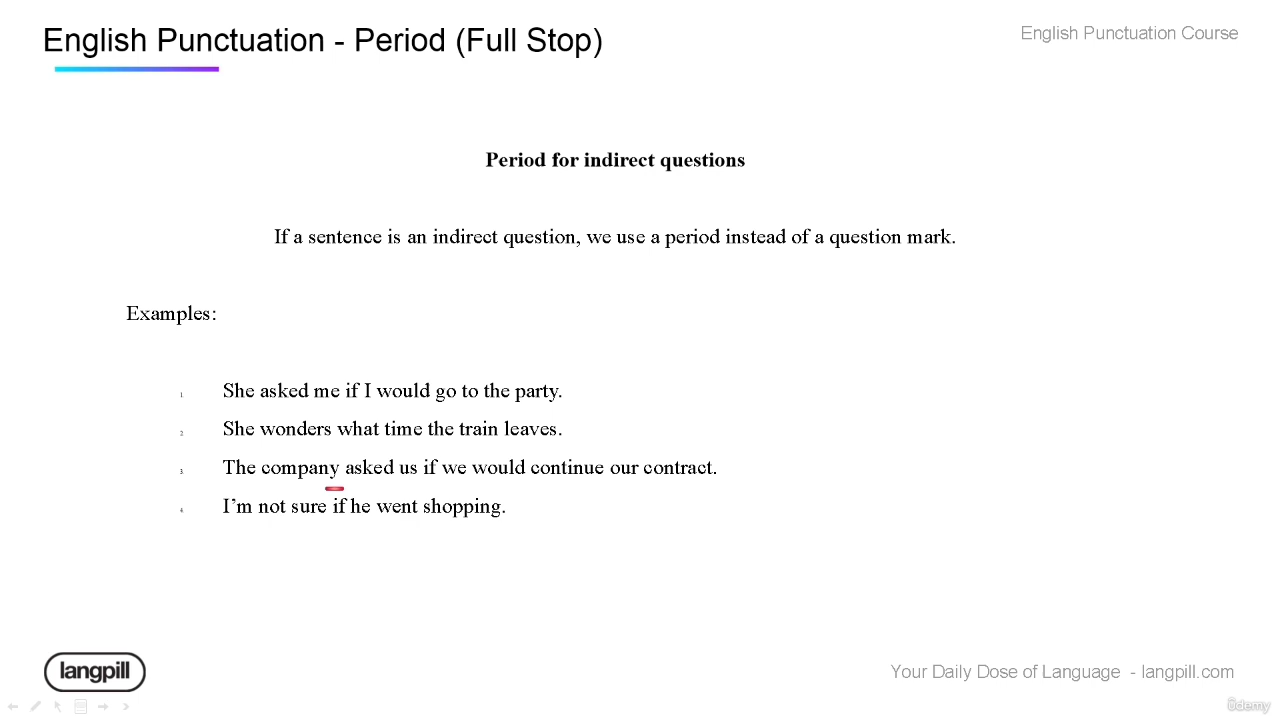 English Punctuation - Period (Full Stop)
English Punctuation Course
Period for indirect questions
If a sentence is an indirect question, we use a period instead of a question mark.
Examples:
1. She asked me if I would go to the party.
2. She wonders what time the train leaves.
3. The company asked us if we would continue our contract.
4. I’m not sure if he went shopping.
langpill
Your Daily Dose of Language - langpill.com
ûdemy